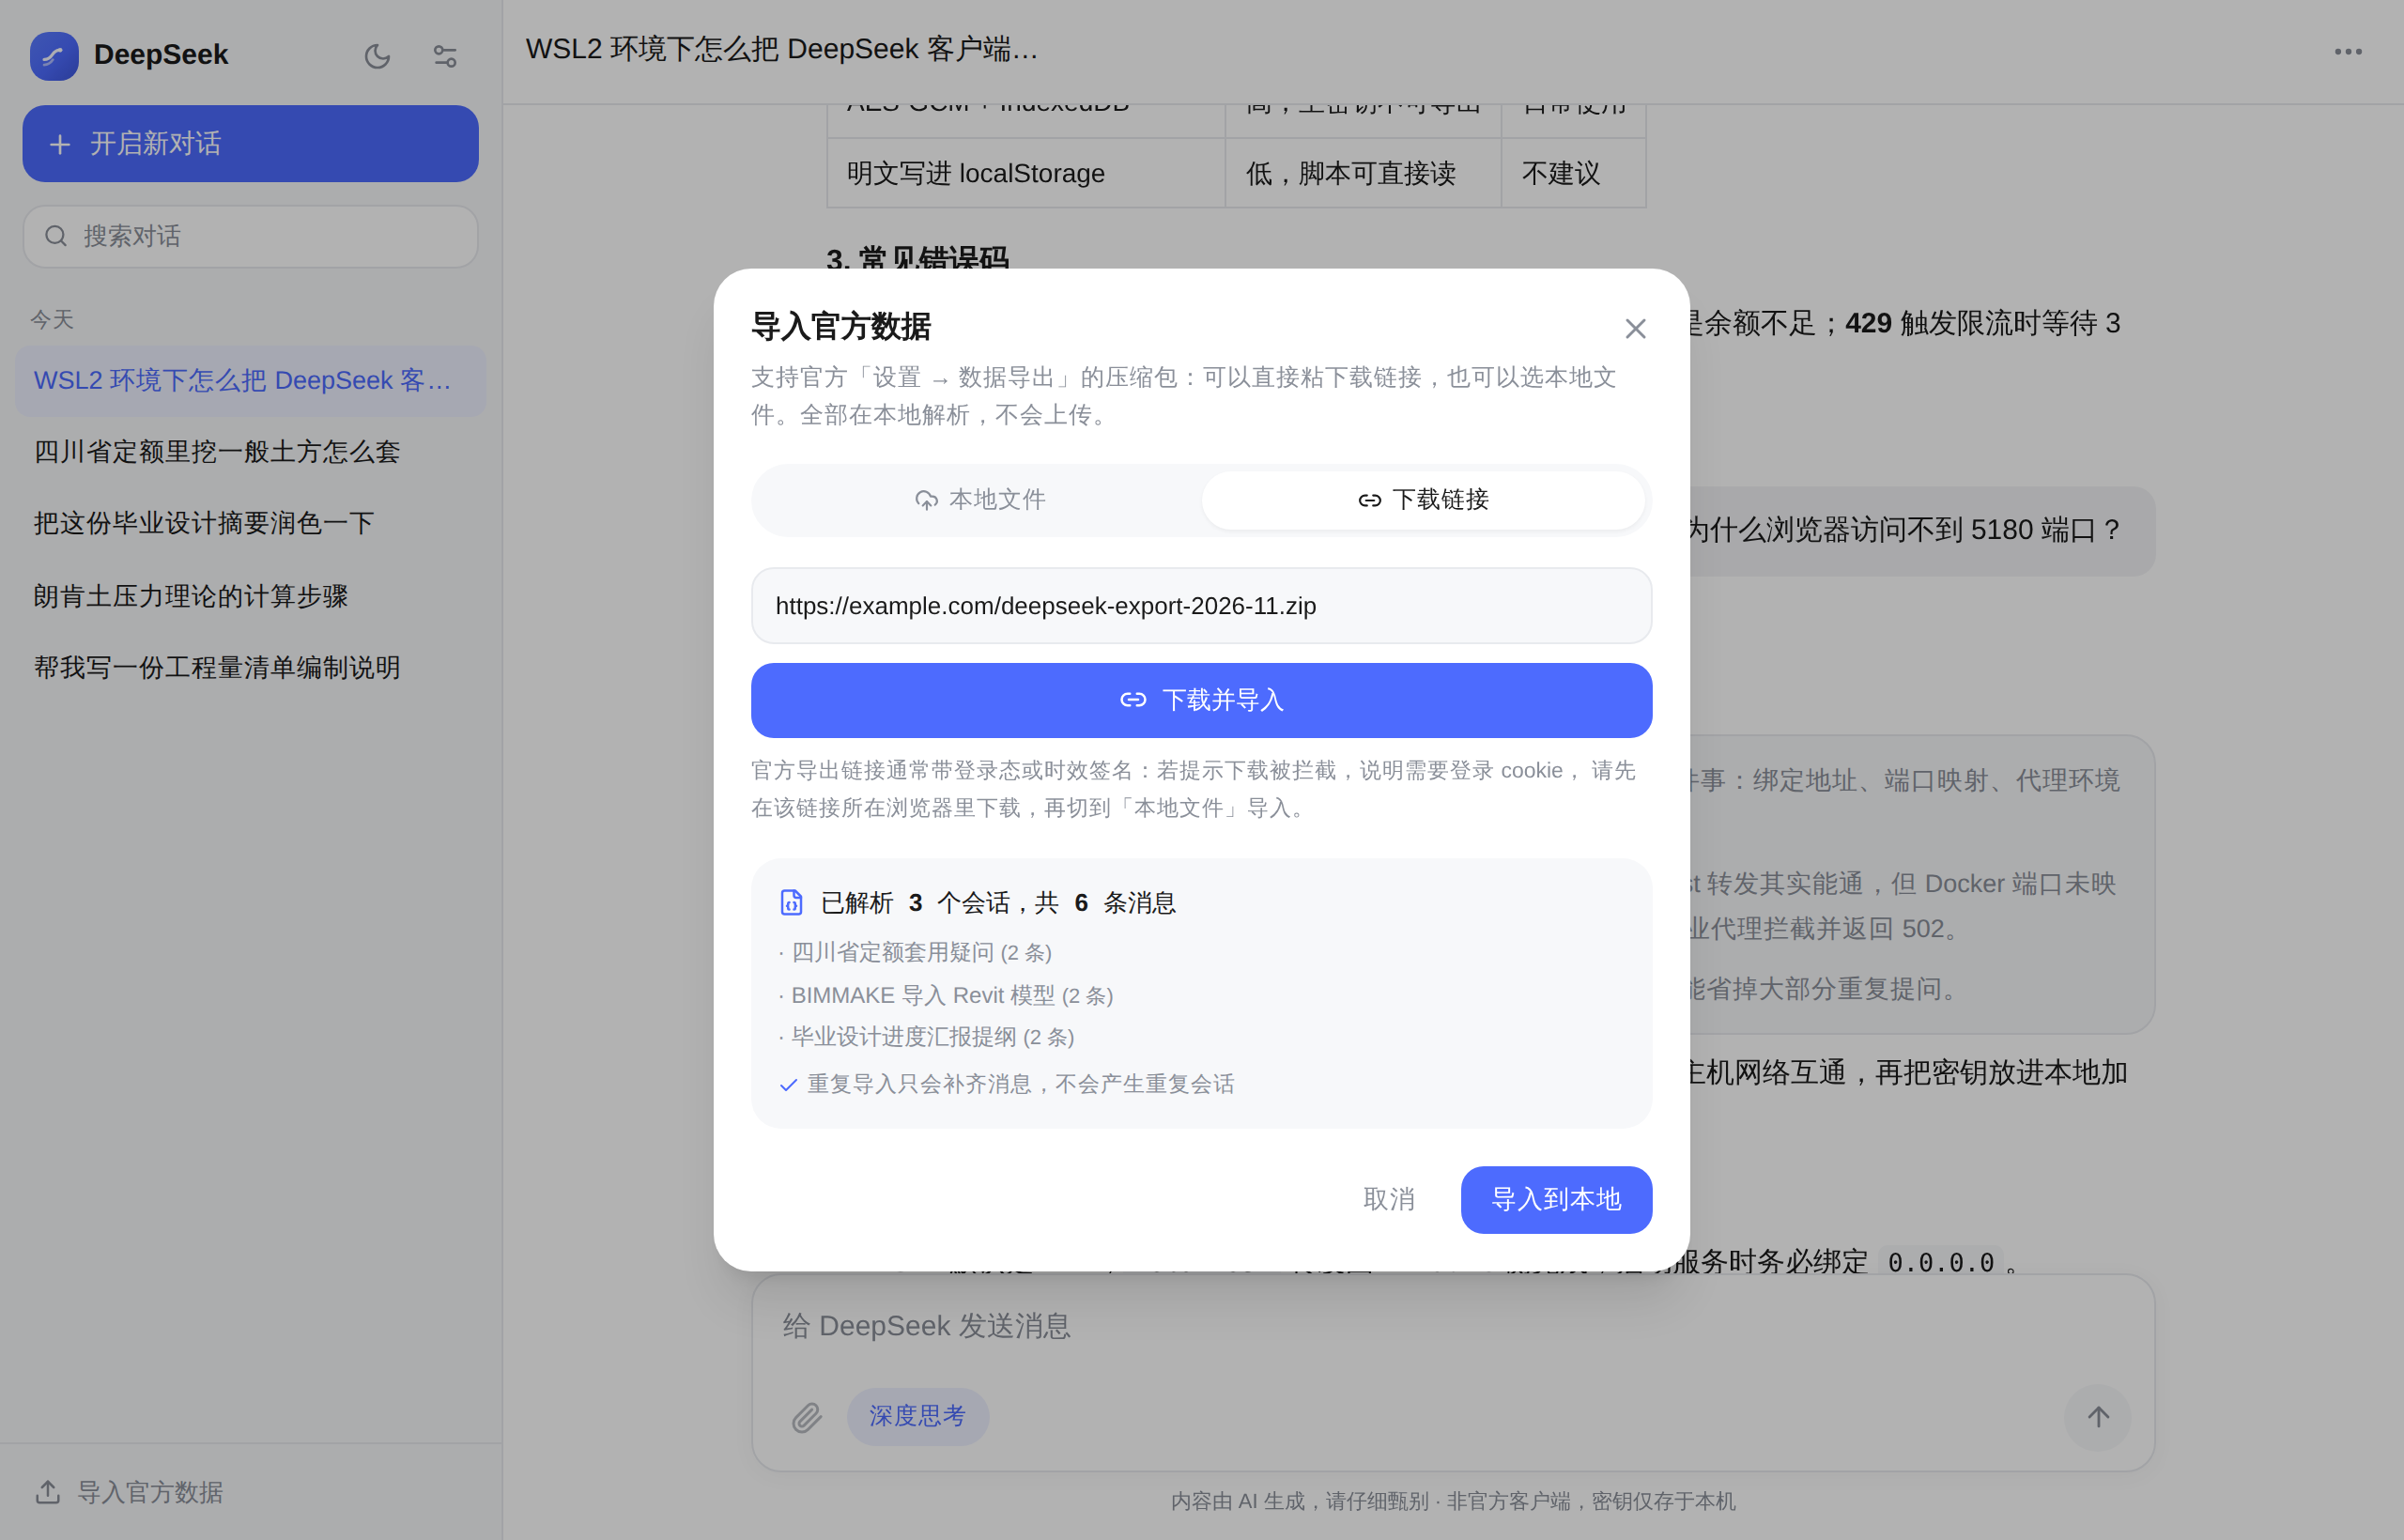 DeepSeek
开启新对话
搜索对话
今天
WSL2 环境下怎么把 DeepSeek 客…
四川省定额里挖一般土方怎么套
把这份毕业设计摘要润色一下
朗肯土压力理论的计算步骤
帮我写一份工程量清单编制说明
导入官方数据
WSL2 环境下怎么把 DeepSeek 客户端…
明文写进 localStorage 低，脚本可直接读 不建议
3. 常见错误码
是余额不足；429 触发限流时等待 3
为什么浏览器访问不到 5180 端口？
件事：绑定地址、端口映射、代理环境
转发其实能通，但 Docker 端口未映
业代理拦截并返回 502。
能省掉大部分重复提问。
主机网络互通，再把密钥放进本地加
服务时务必绑定 0.0.0.0。
导入官方数据
支持官方「设置 → 数据导出」的压缩包：可以直接粘下载链接，也可以选本地文
件。全部在本地解析，不会上传。
本地文件
下载链接
https://example.com/deepseek-export-2026-11.zip
下载并导入
官方导出链接通常带登录态或时效签名：若提示下载被拦截，说明需要登录 cookie， 请先
在该链接所在浏览器里下载，再切到「本地文件」导入。
已解析 3 个会话，共 6 条消息
· 四川省定额套用疑问 (2 条)
· BIMMAKE 导入 Revit 模型 (2 条)
· 毕业设计进度汇报提纲 (2 条)
重复导入只会补齐消息，不会产生重复会话
取消
导入到本地
给 DeepSeek 发送消息
深度思考
内容由 AI 生成，请仔细甄别 · 非官方客户端，密钥仅存于本机